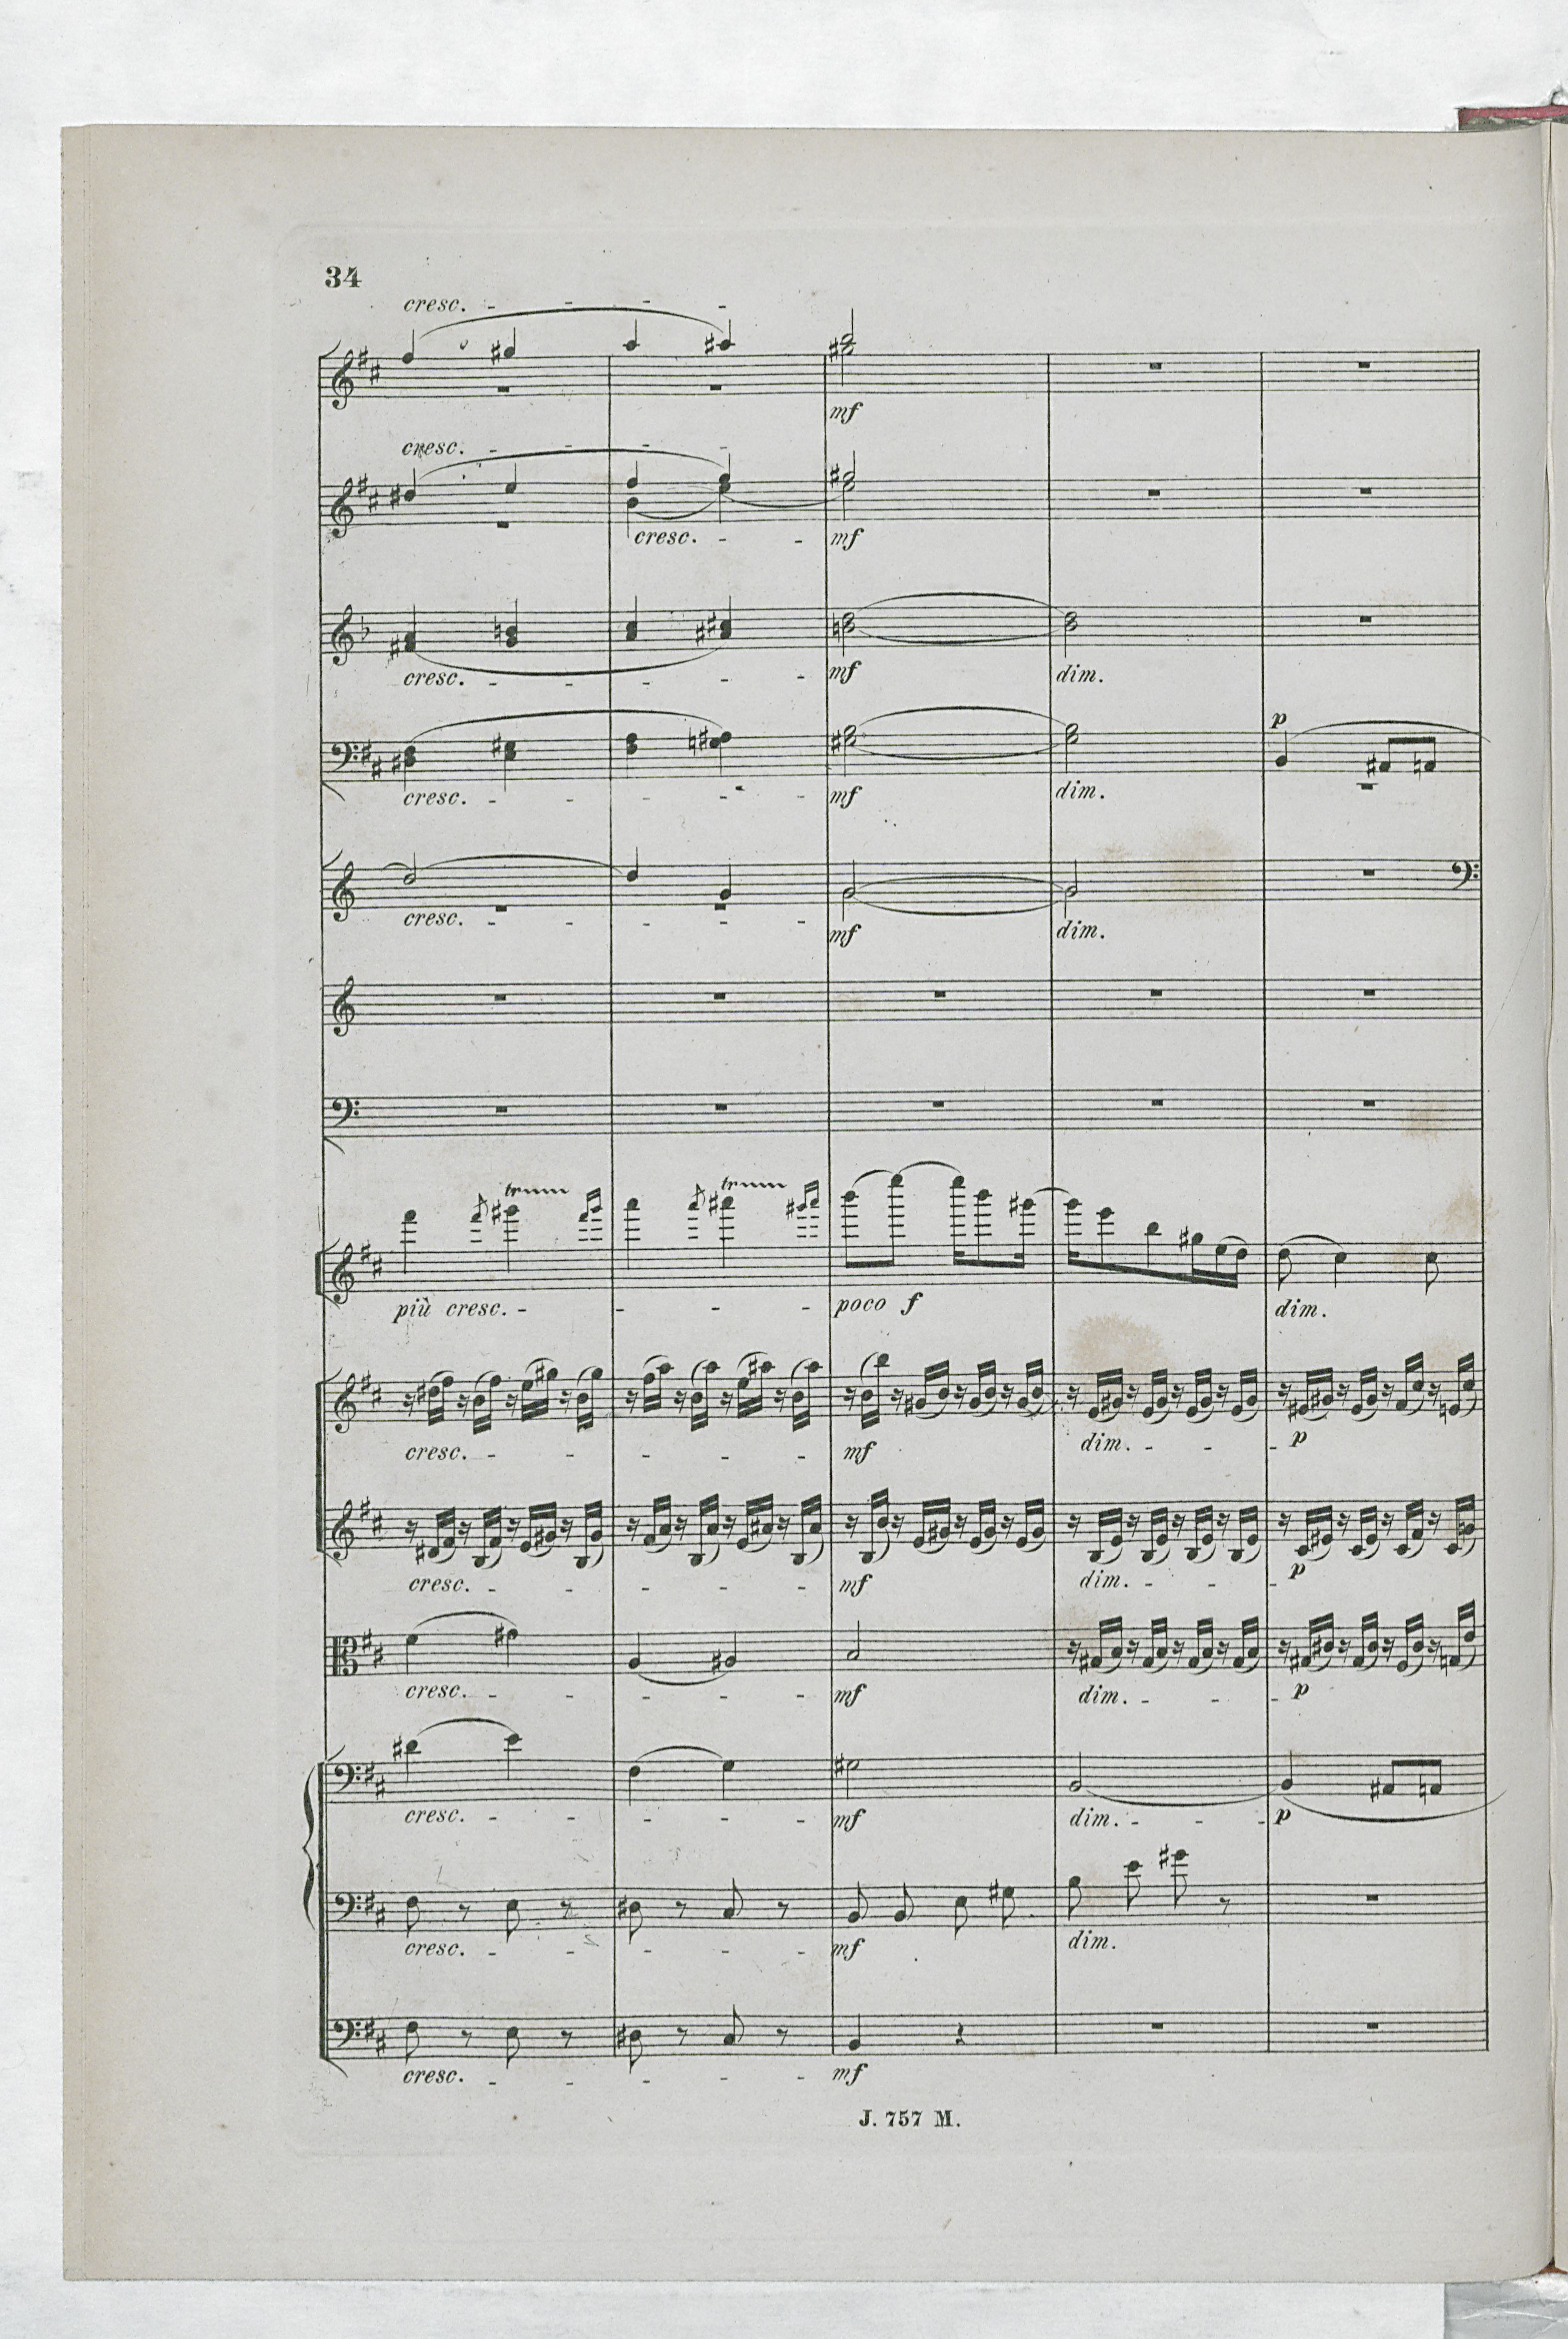 34
cresc. - - - -
mf
cresc. - - - -
cresc. - - mf
cresc. - - - - - mf dim.
p
cresc. - - - - - mf dim.
cresc. - - - - - mf dim.
tr tr
più cresc. - - - - poco f dim.
cresc. - - - - - mf dim. - - - p
cresc. - - - - - mf dim. - - - p
cresc. - - - - - mf dim. - - - p
cresc. - - - - - mf dim. - - - p
cresc. - - - - - mf dim.
cresc. - - - - - mf
J. 757 M.